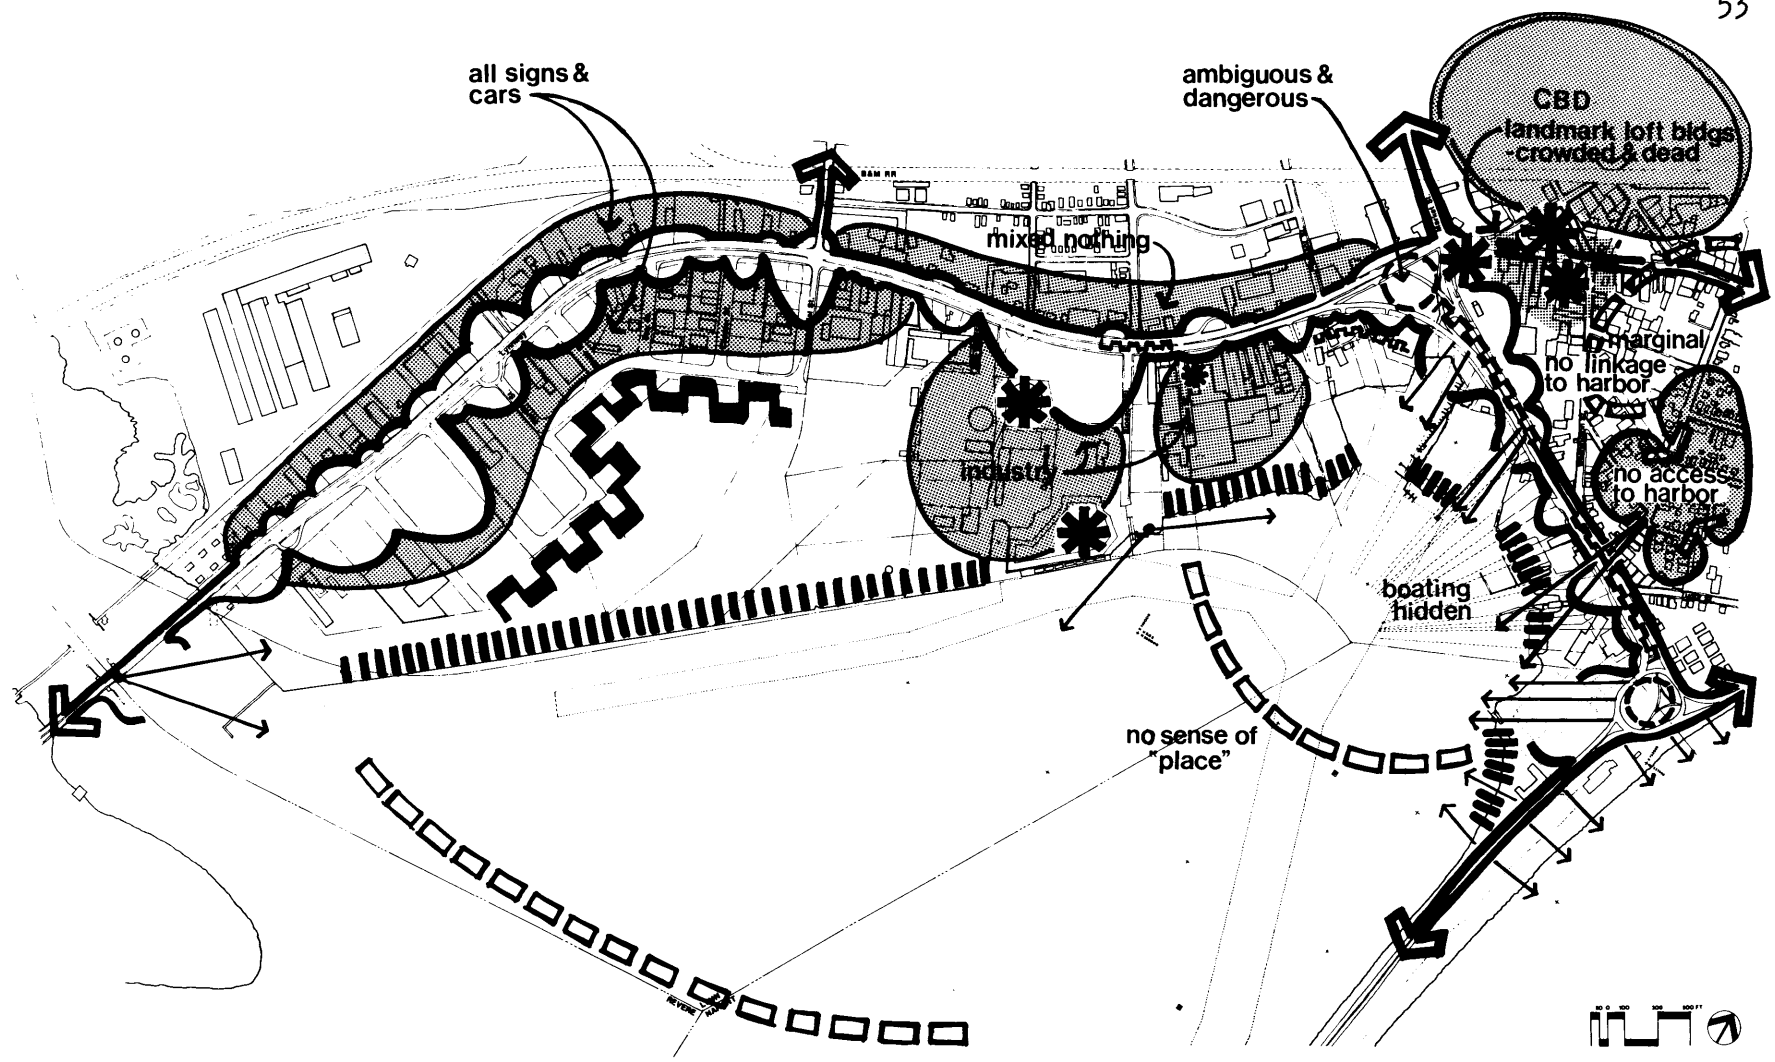 53
all signs &
cars
ambiguous &
dangerous
CBD
landmark loft bldgs
-crowded & dead
B&M RR
mixed nothing
marginal
no linkage
to harbor
industry
no access
to harbor
boating
hidden
no sense of
"place"
REVERE